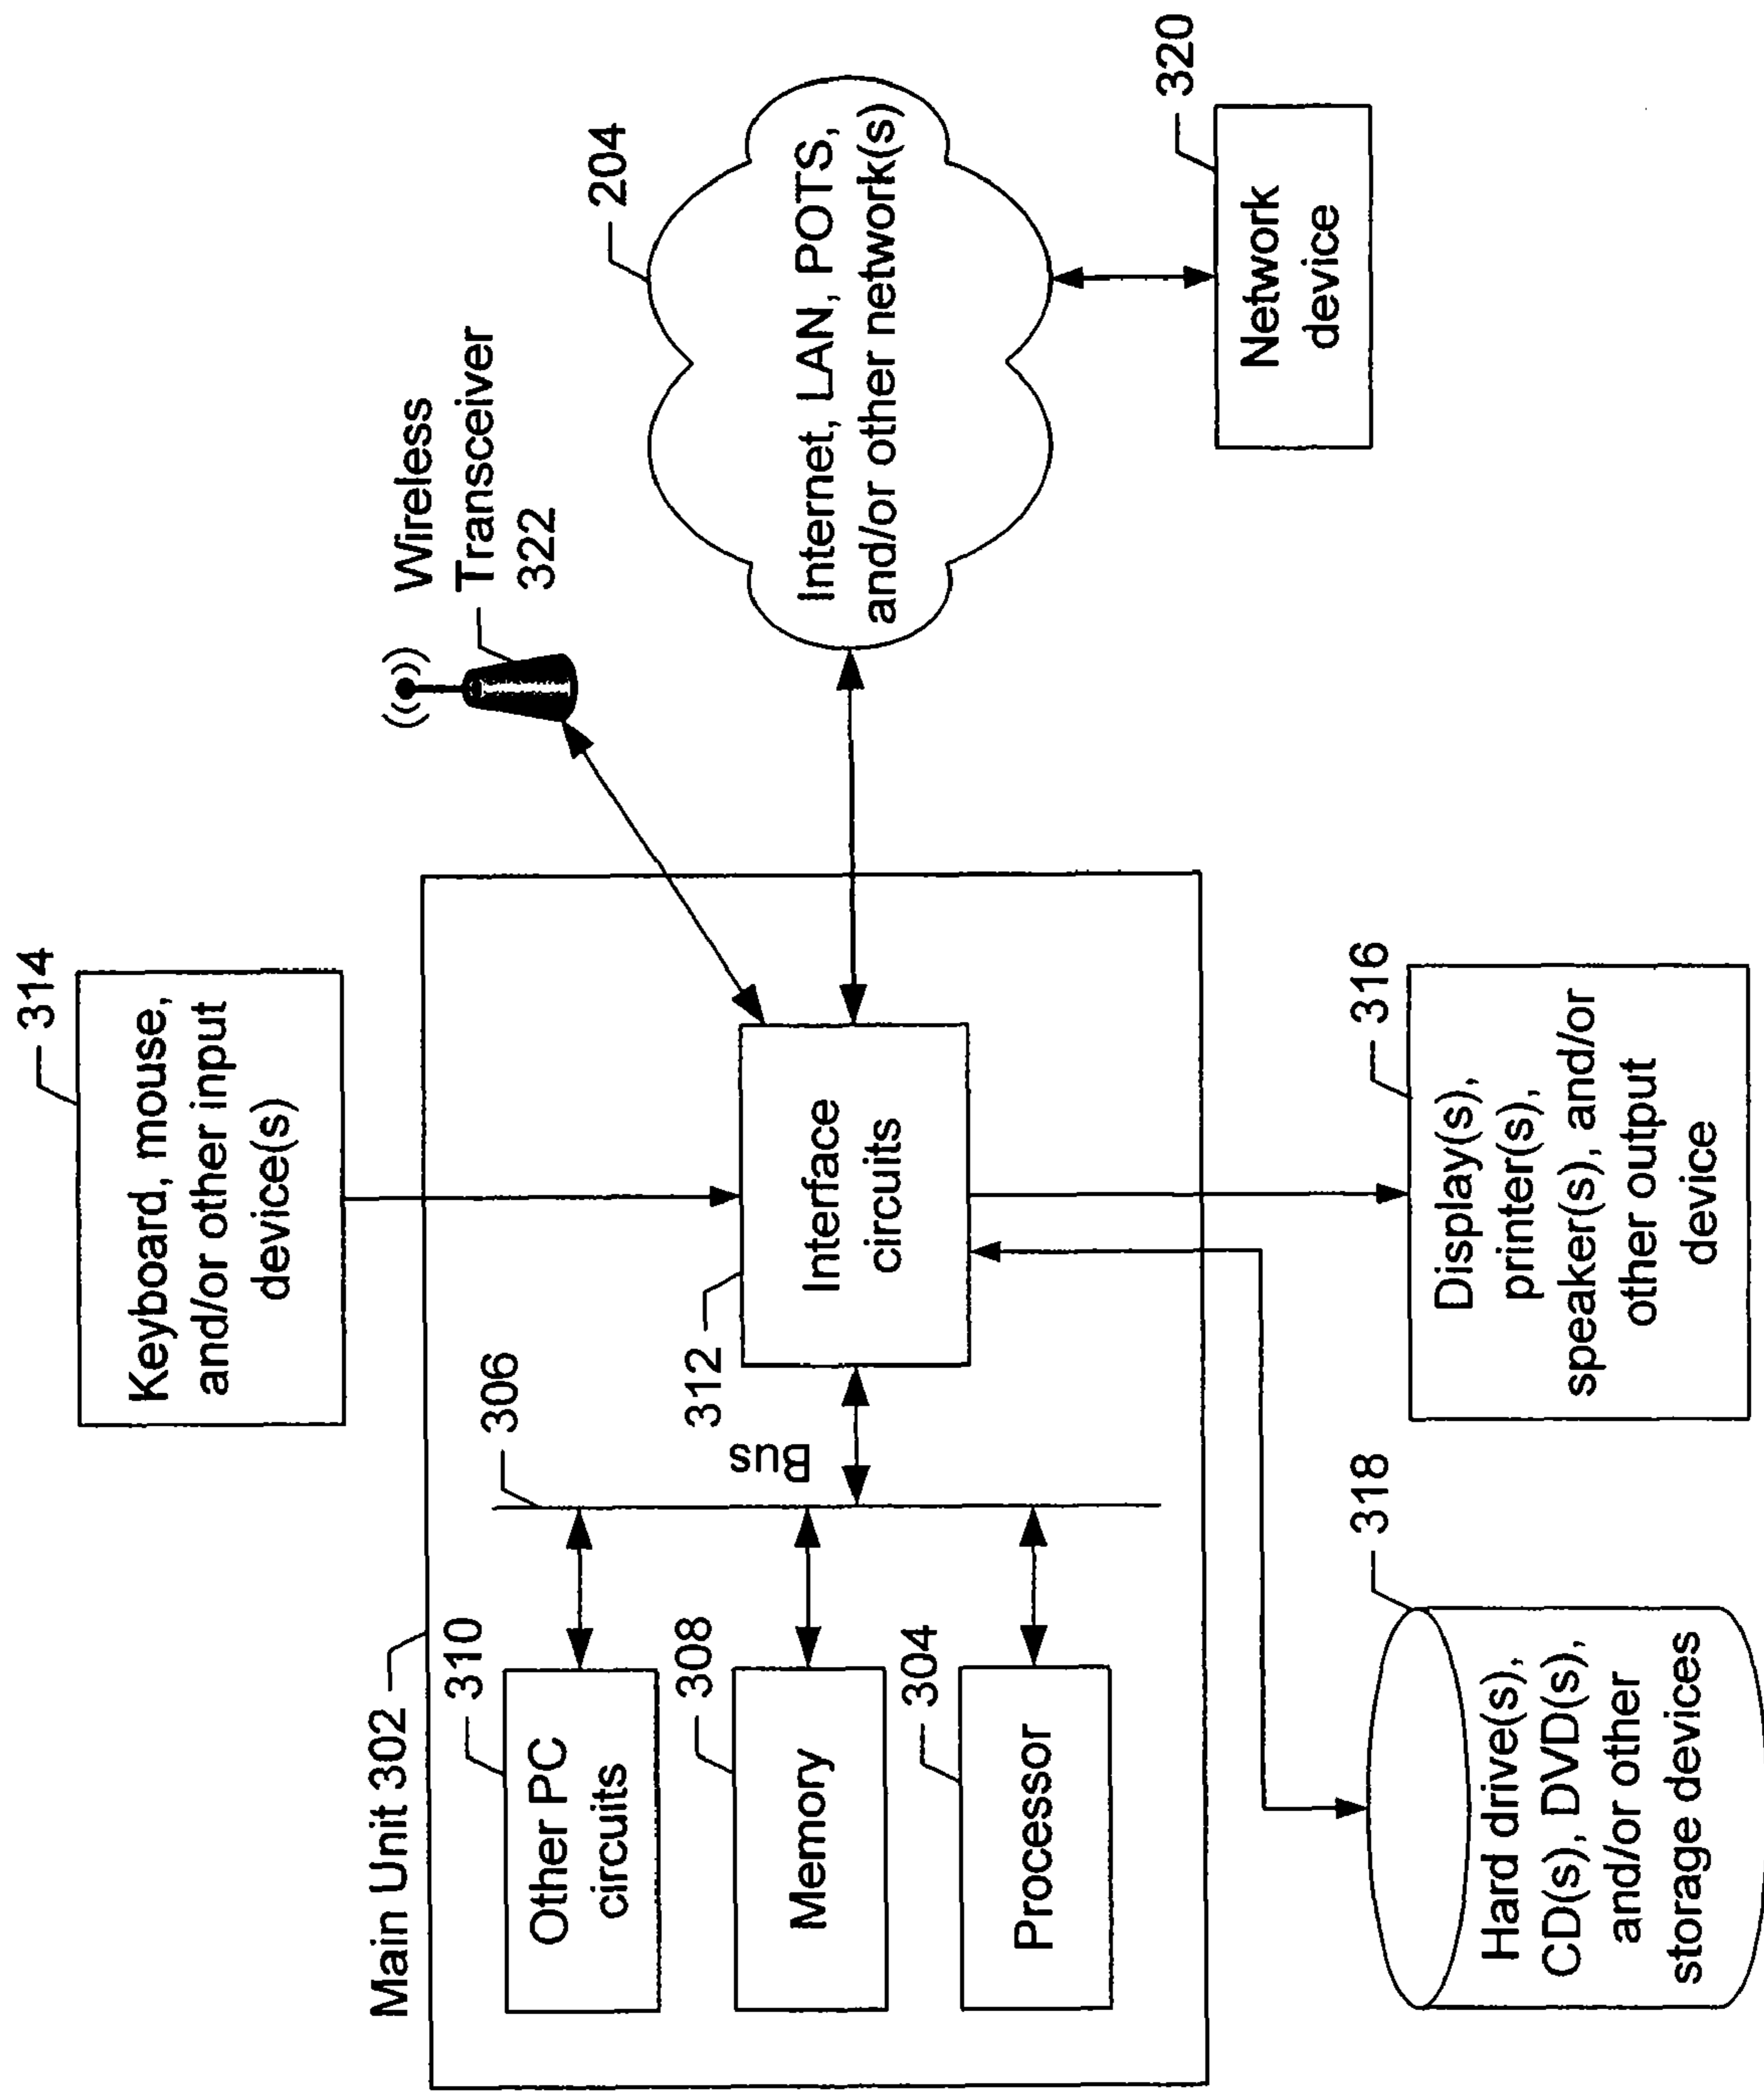 314
Keyboard, mouse,
and/or other input
device(s)
Wireless
Transceiver
322
204
Internet, LAN, POTS,
and/or other network(s)
320
Network
device
Main Unit 302
310
Other PC
circuits
308
Memory
304
Processor
306
Bus
312
Interface
circuits
318
Hard drive(s),
CD(s), DVD(s),
and/or other
storage devices
316
Display(s),
printer(s),
speaker(s), and/or
other output
device